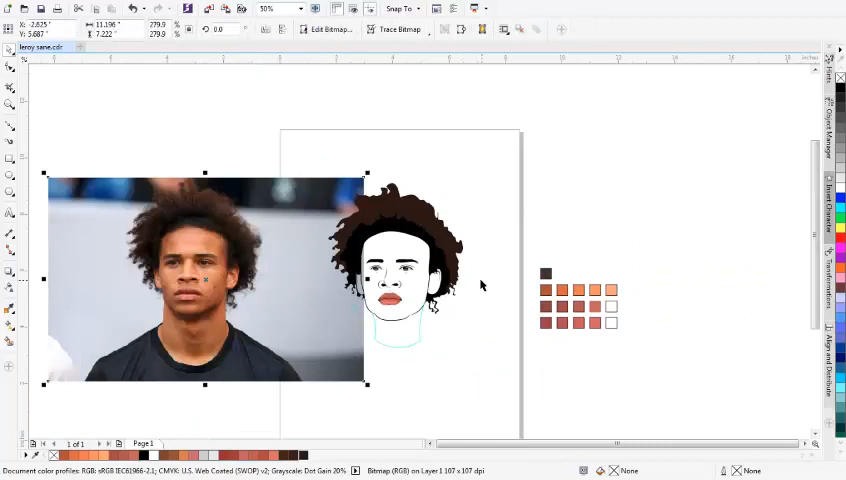 50%
Snap To
X: -2.625 "
Y: 5.687 "
11.196 "
7.222 "
279.9 %
279.9 %
0.0
Edit Bitmap...
Trace Bitmap
leroy sane.cdr
inches
Hints
Object Manager
Insert Character
Transformations
Align and Distribute
1 of 1
Page 1
Document color profiles: RGB: sRGB IEC61966-2.1; CMYK: U.S. Web Coated (SWOP) v2; Grayscale: Dot Gain 20%
Bitmap (RGB) on Layer 1 107 x 107 dpi
None
None